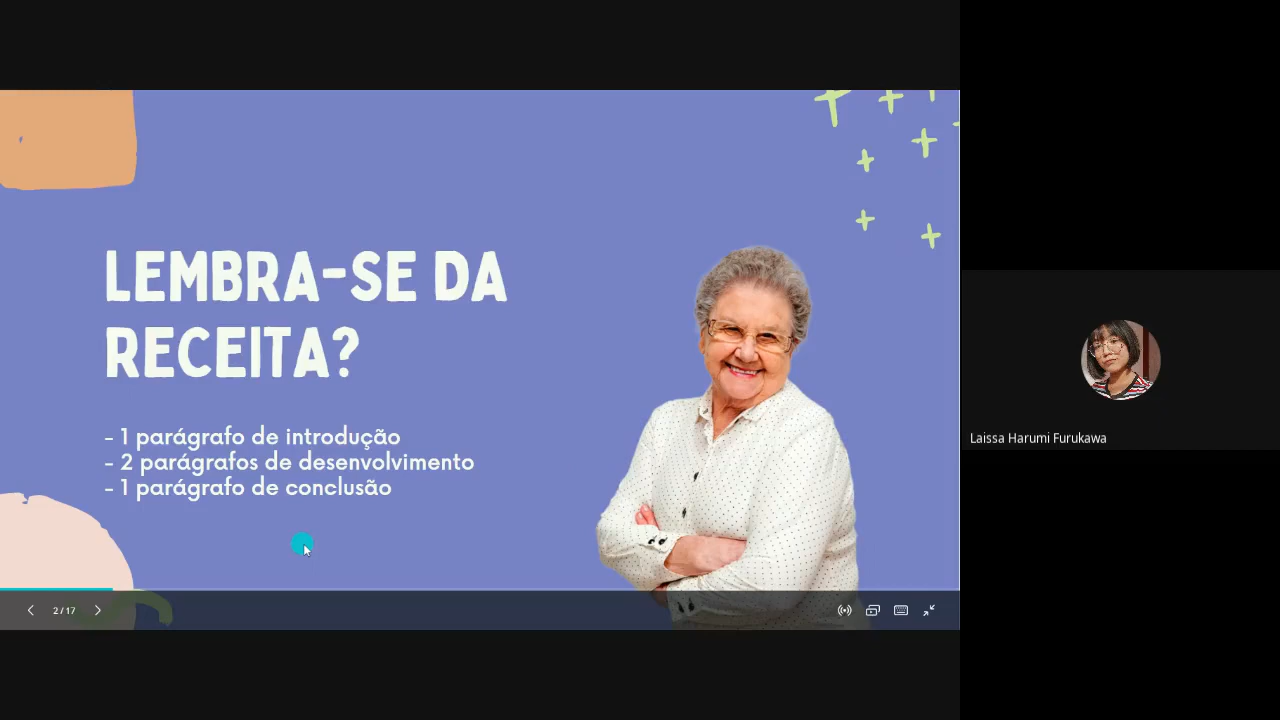 LEMBRA-SE DA
RECEITA?
- 1 parágrafo de introdução
- 2 parágrafos de desenvolvimento
- 1 parágrafo de conclusão
2/17
Laissa Harumi Furukawa